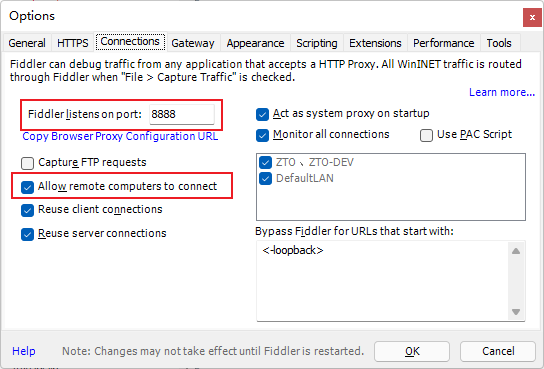 Options
General HTTPS Connections Gateway Appearance Scripting Extensions Performance Tools
Fiddler can debug traffic from any application that accepts a HTTP Proxy. All WinINET traffic is routed
through Fiddler when "File > Capture Traffic" is checked.
Learn more...
Fiddler listens on port: 8888
Copy Browser Proxy Configuration URL
Capture FTP requests
Allow remote computers to connect
Reuse client connections
Reuse server connections
Act as system proxy on startup
Monitor all connections Use PAC Script
ZTO 、ZTO-DEV
DefaultLAN
Bypass Fiddler for URLs that start with:
<-loopback>
Help Note: Changes may not take effect until Fiddler is restarted. OK Cancel